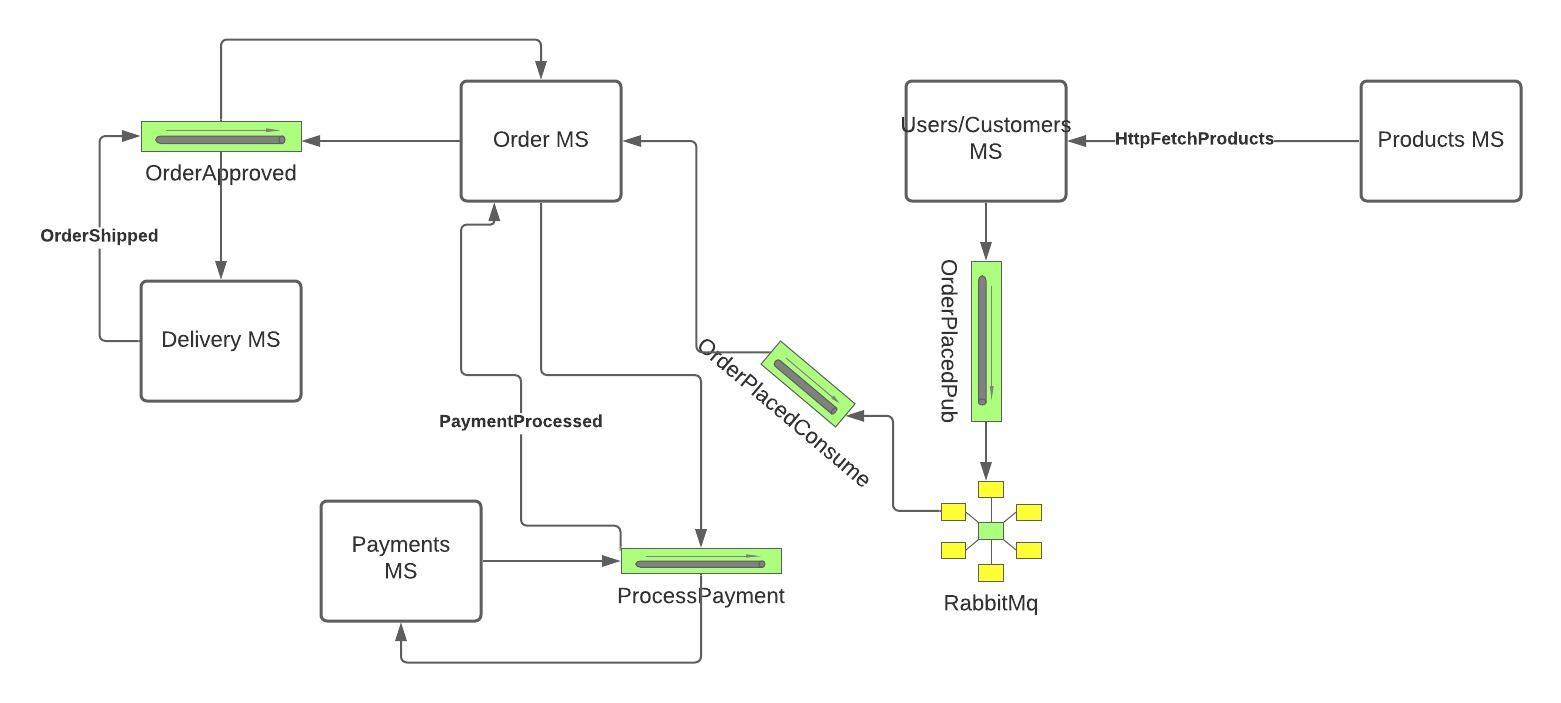 Order MS
Users/Customers
MS
HttpFetchProducts
Products MS
OrderApproved
OrderShipped
Delivery MS
OrderPlacedPub
OrderPlacedConsume
PaymentProcessed
Payments
MS
ProcessPayment
RabbitMq